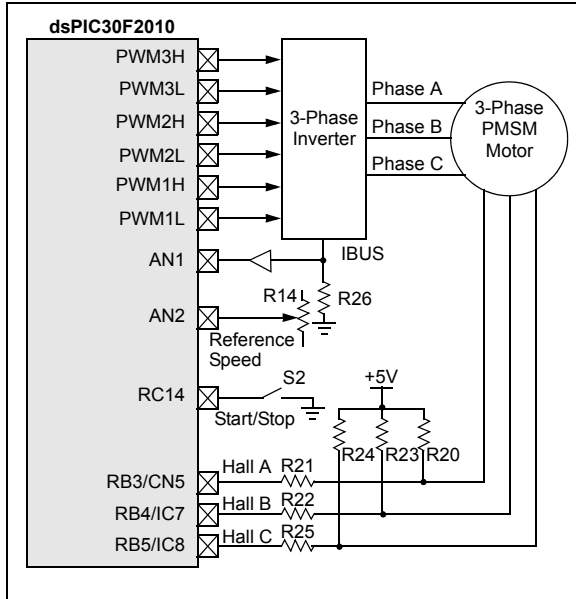 dsPIC30F2010
PWM3H
PWM3L
PWM2H
PWM2L
PWM1H
PWM1L
3-Phase
Inverter
Phase A
Phase B
Phase C
3-Phase
PMSM
Motor
AN1
IBUS
R14
R26
AN2
Reference
Speed
RC14
S2
Start/Stop
+5V
R24
R23
R20
RB3/CN5
Hall A
R21
RB4/IC7
Hall B
R22
RB5/IC8
Hall C
R25